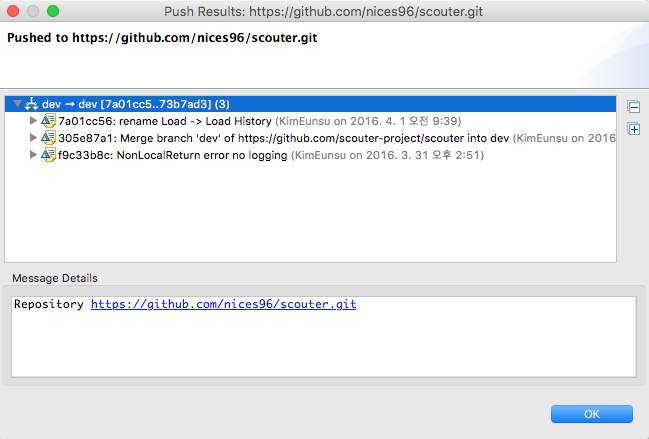 Push Results: https://github.com/nices96/scouter.git
Pushed to https://github.com/nices96/scouter.git
dev → dev [7a01cc5..73b7ad3] (3)
7a01cc56: rename Load -> Load History (KimEunsu on 2016. 4. 1 오전 9:39)
305e87a1: Merge branch 'dev' of https://github.com/scouter-project/scouter into dev (KimEunsu on 2016
f9c33b8c: NonLocalReturn error no logging (KimEunsu on 2016. 3. 31 오후 2:51)
Message Details
Repository https://github.com/nices96/scouter.git
OK